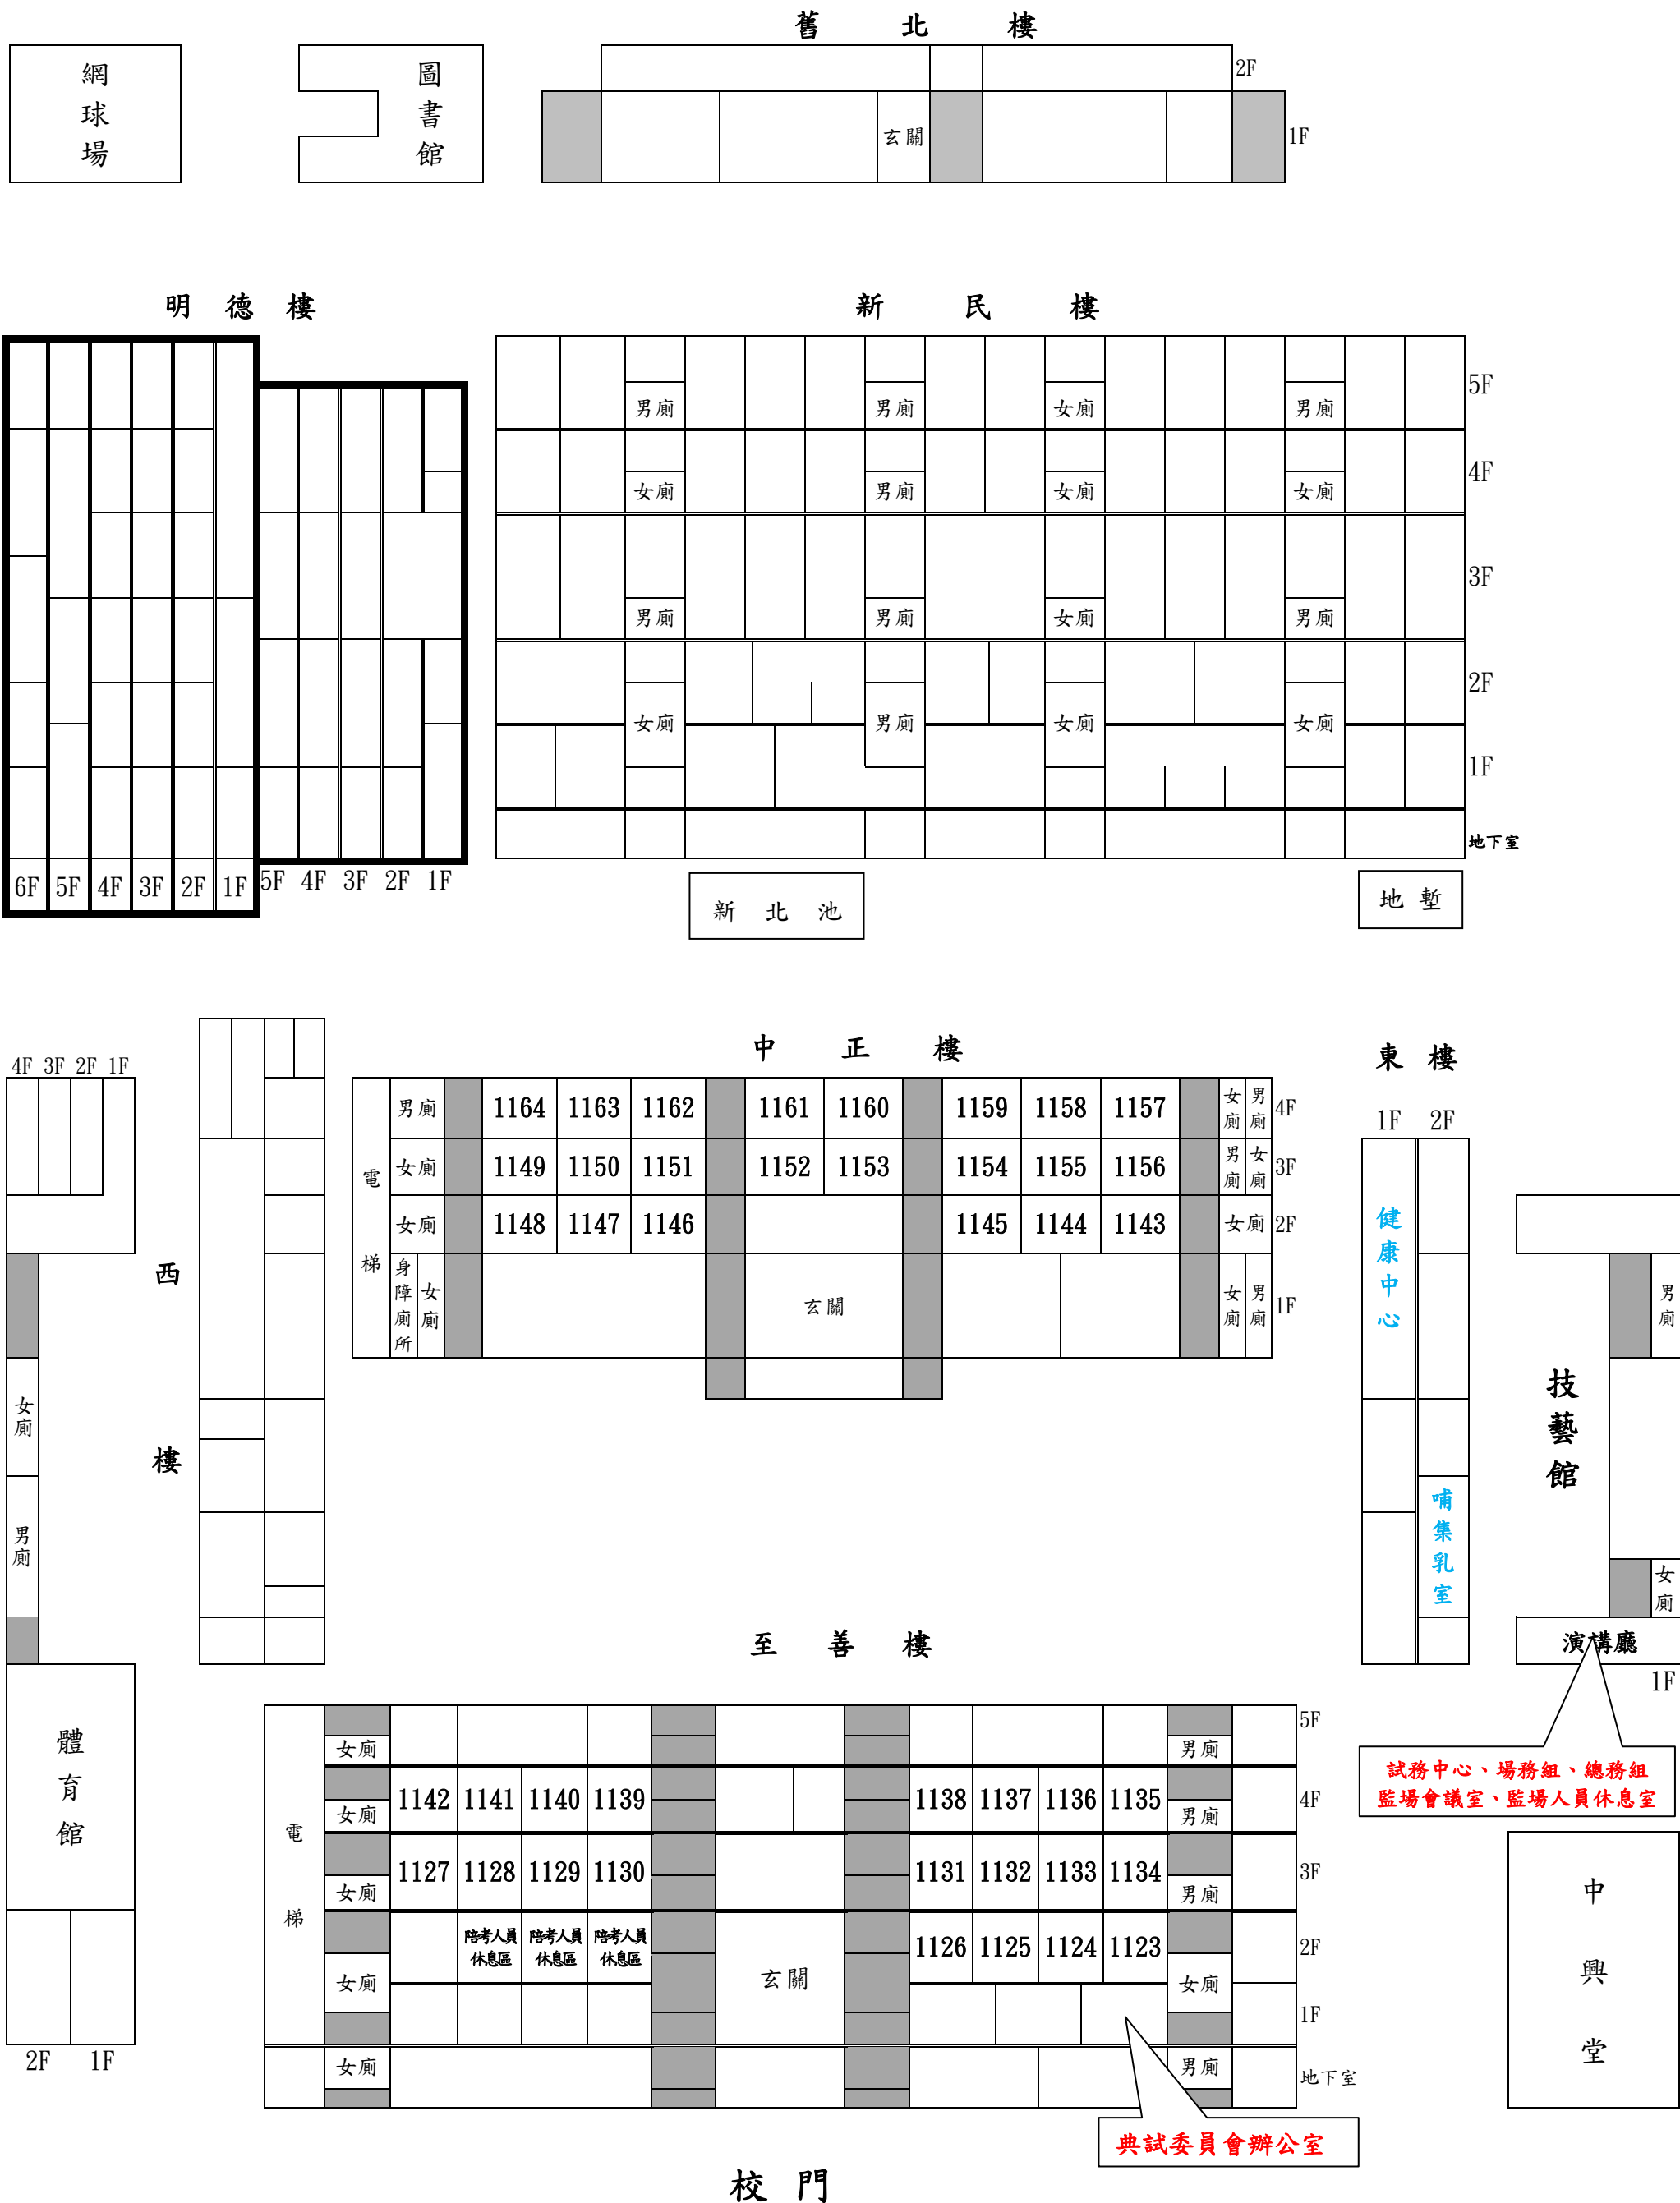 舊北樓
網球場
圖書館
2F
玄關
1F
明德樓
新民樓
5F
男廁 男廁 女廁 男廁
4F
女廁 男廁 女廁 女廁
3F
男廁 男廁 女廁 男廁
2F
女廁 男廁 女廁 女廁
1F
地下室
6F 5F 4F 3F 2F 1F
5F 4F 3F 2F 1F
新北池
地塹
中正樓
東樓
4F 3F 2F 1F
電梯
男廁 1164 1163 1162 1161 1160 1159 1158 1157 女廁 男廁 4F
女廁 1149 1150 1151 1152 1153 1154 1155 1156 男廁 女廁 3F
女廁 1148 1147 1146 1145 1144 1143 女廁 2F
身障廁所 女廁 玄關 女廁 男廁 1F
1F 2F
健康中心
哺集乳室
西樓
女廁
男廁
技藝館
男廁
女廁
演講廳
1F
試務中心、場務組、總務組
監場會議室、監場人員休息室
體育館
2F 1F
中興堂
至善樓
電梯
5F
女廁 男廁
1142 1141 1140 1139 1138 1137 1136 1135 4F
女廁 男廁
1127 1128 1129 1130 1131 1132 1133 1134 3F
女廁 男廁
陪考人員 陪考人員 陪考人員
休息區 休息區 休息區
1126 1125 1124 1123 2F
女廁 玄關 女廁
1F
女廁 男廁 地下室
典試委員會辦公室
校門